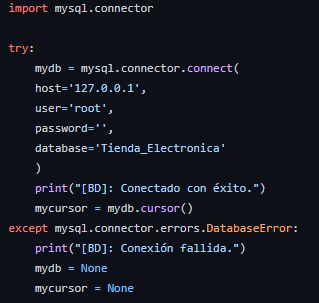 import mysql.connector

try:
    mydb = mysql.connector.connect(
    host='127.0.0.1',
    user='root',
    password='',
    database='Tienda_Electronica'
    )
    print("[BD]: Conectado con éxito.")
    mycursor = mydb.cursor()
except mysql.connector.errors.DatabaseError:
    print("[BD]: Conexión fallida.")
    mydb = None
    mycursor = None